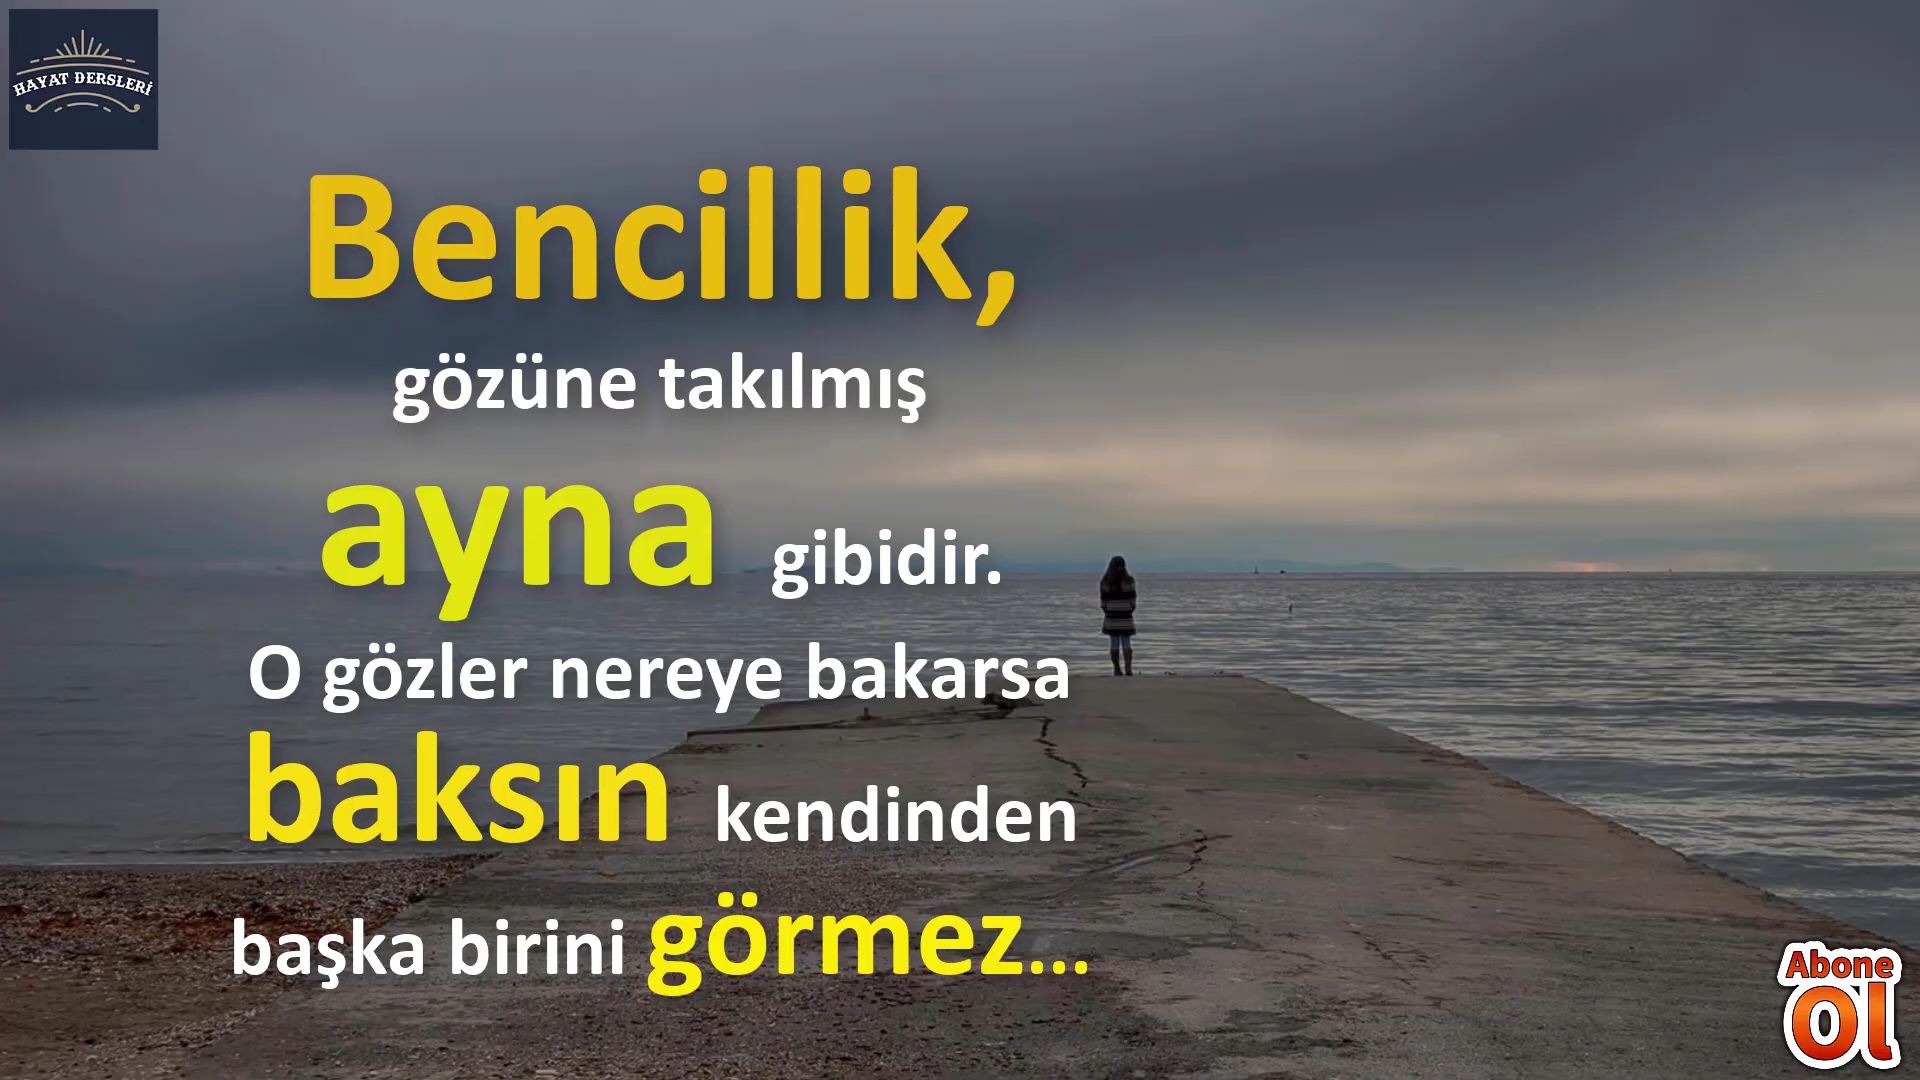 HAYAT DERSLERİ
Bencillik,
gözüne takılmış
ayna gibidir.
O gözler nereye bakarsa
baksın kendinden
başka birini görmez...
Abone
Ol